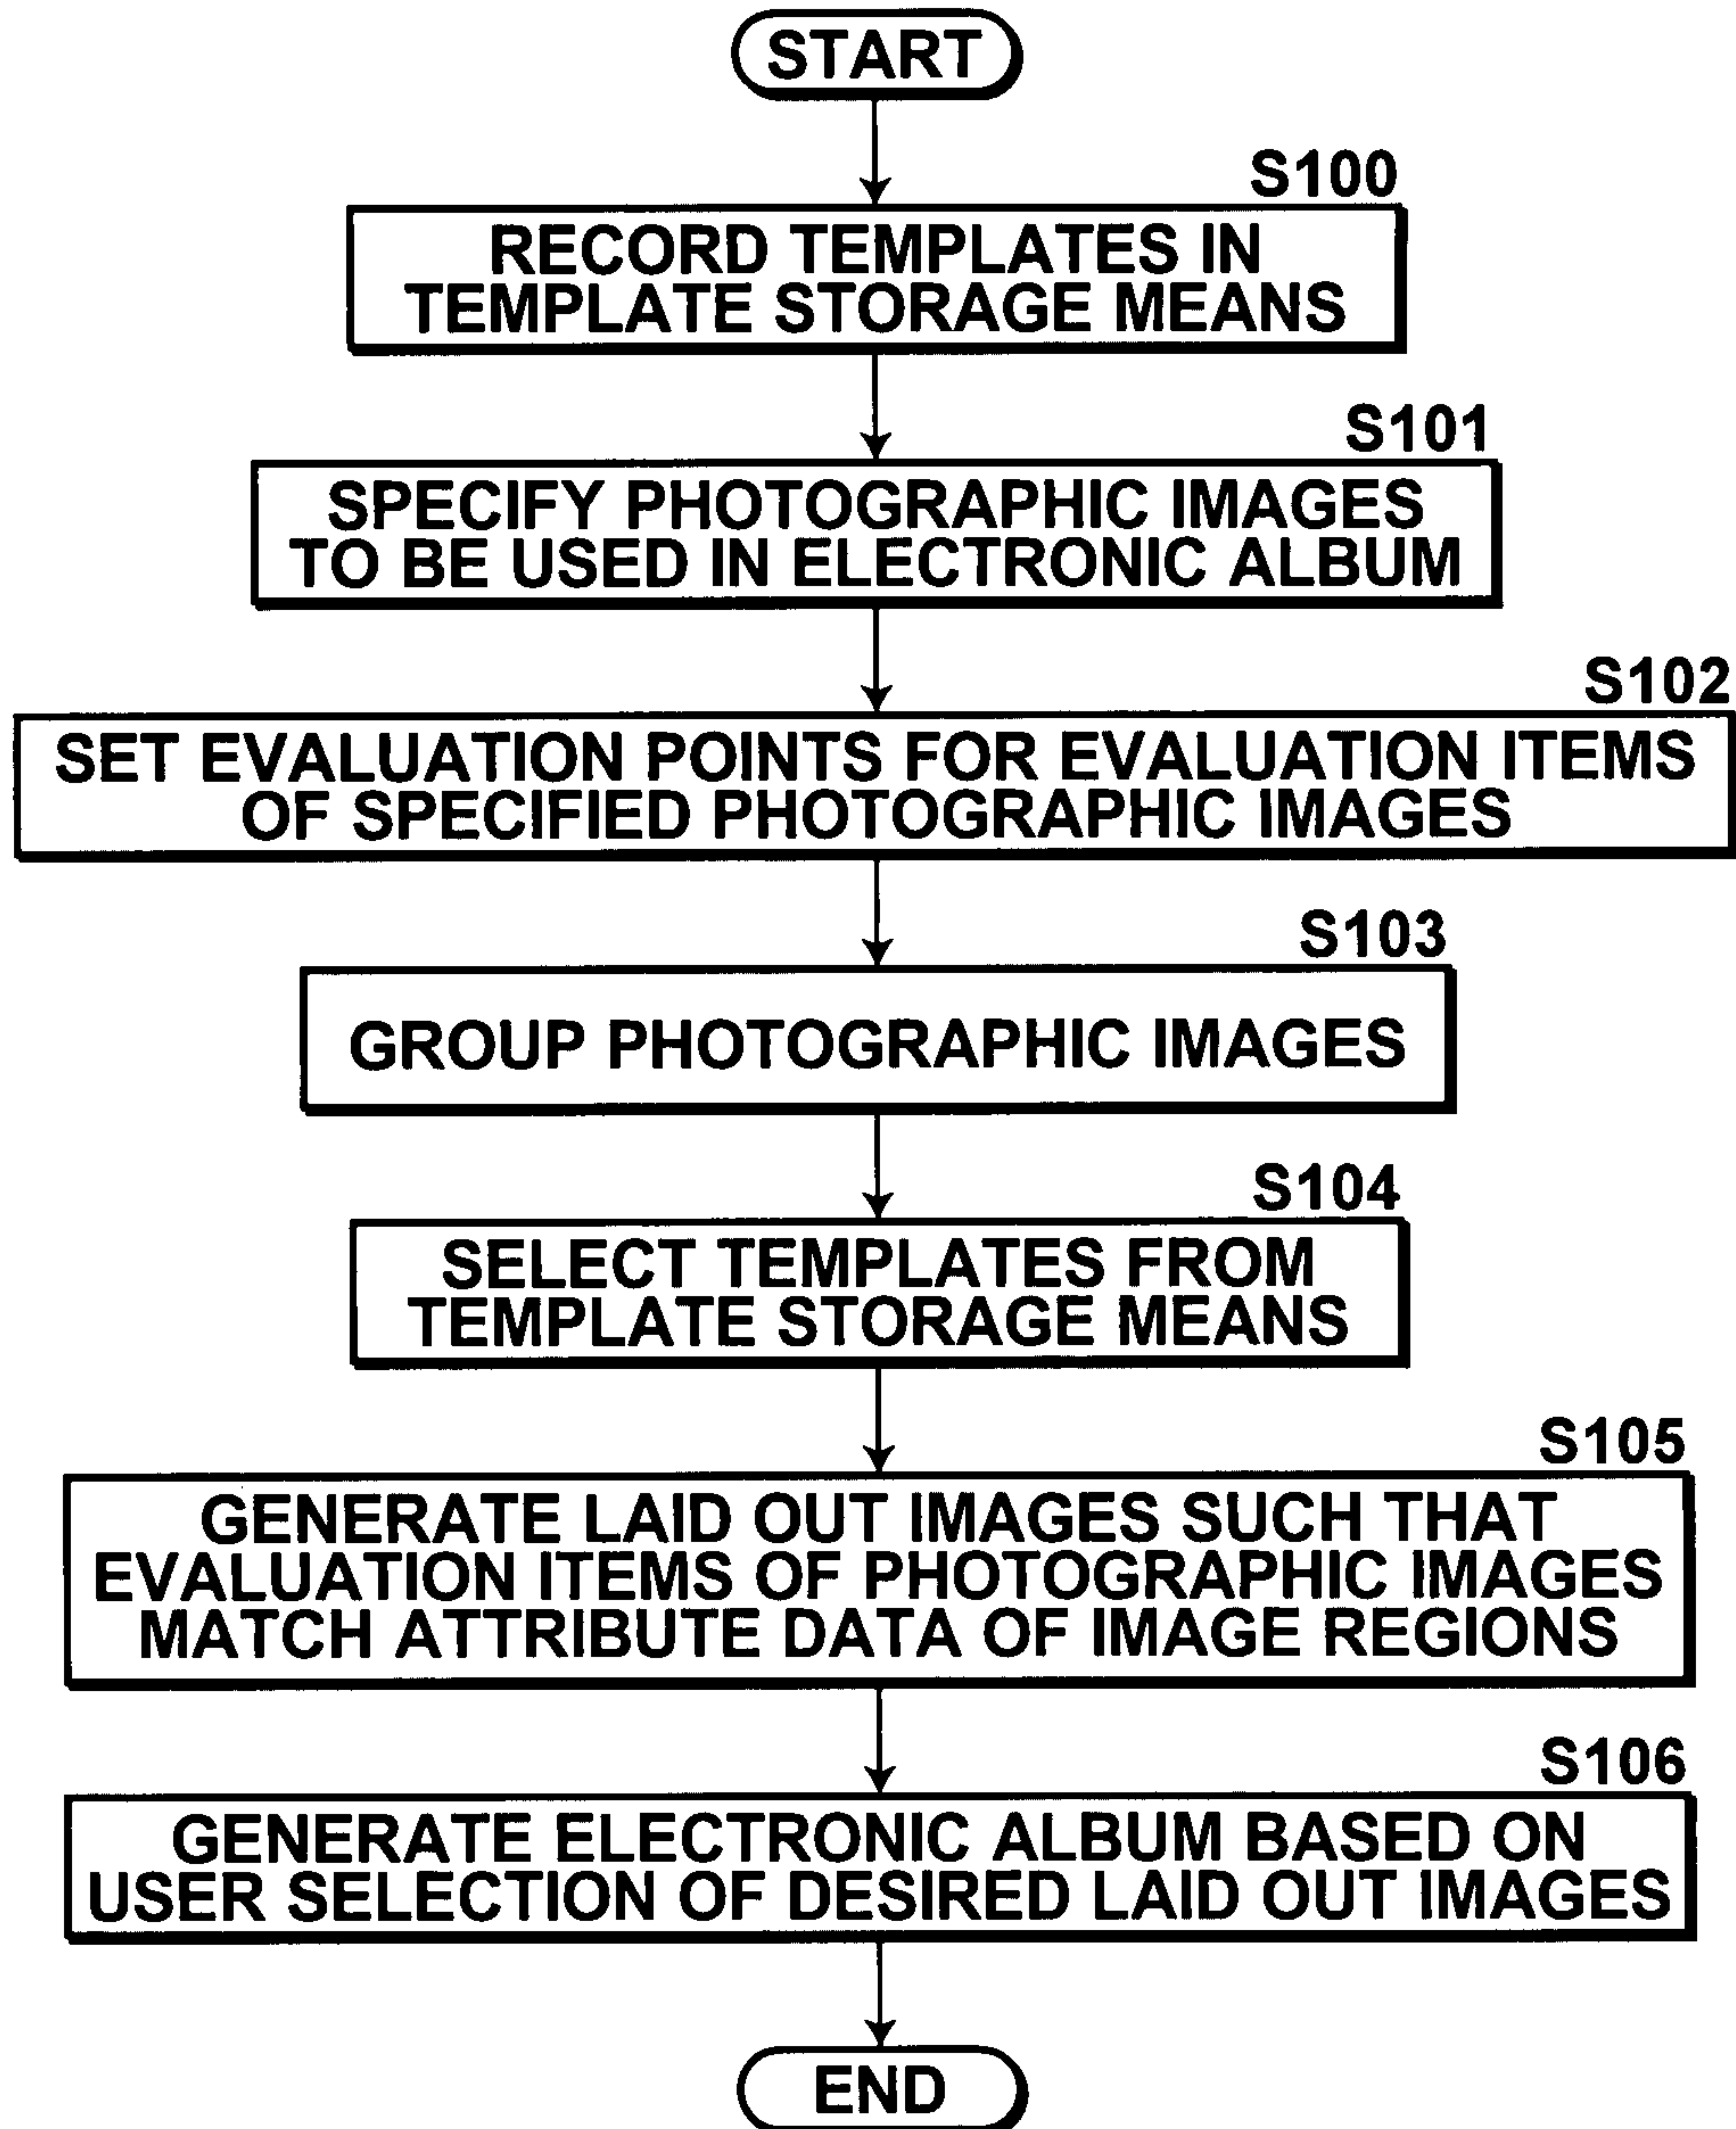 START
S100
RECORD TEMPLATES IN
TEMPLATE STORAGE MEANS
S101
SPECIFY PHOTOGRAPHIC IMAGES
TO BE USED IN ELECTRONIC ALBUM
S102
SET EVALUATION POINTS FOR EVALUATION ITEMS
OF SPECIFIED PHOTOGRAPHIC IMAGES
S103
GROUP PHOTOGRAPHIC IMAGES
S104
SELECT TEMPLATES FROM
TEMPLATE STORAGE MEANS
S105
GENERATE LAID OUT IMAGES SUCH THAT
EVALUATION ITEMS OF PHOTOGRAPHIC IMAGES
MATCH ATTRIBUTE DATA OF IMAGE REGIONS
S106
GENERATE ELECTRONIC ALBUM BASED ON
USER SELECTION OF DESIRED LAID OUT IMAGES
END